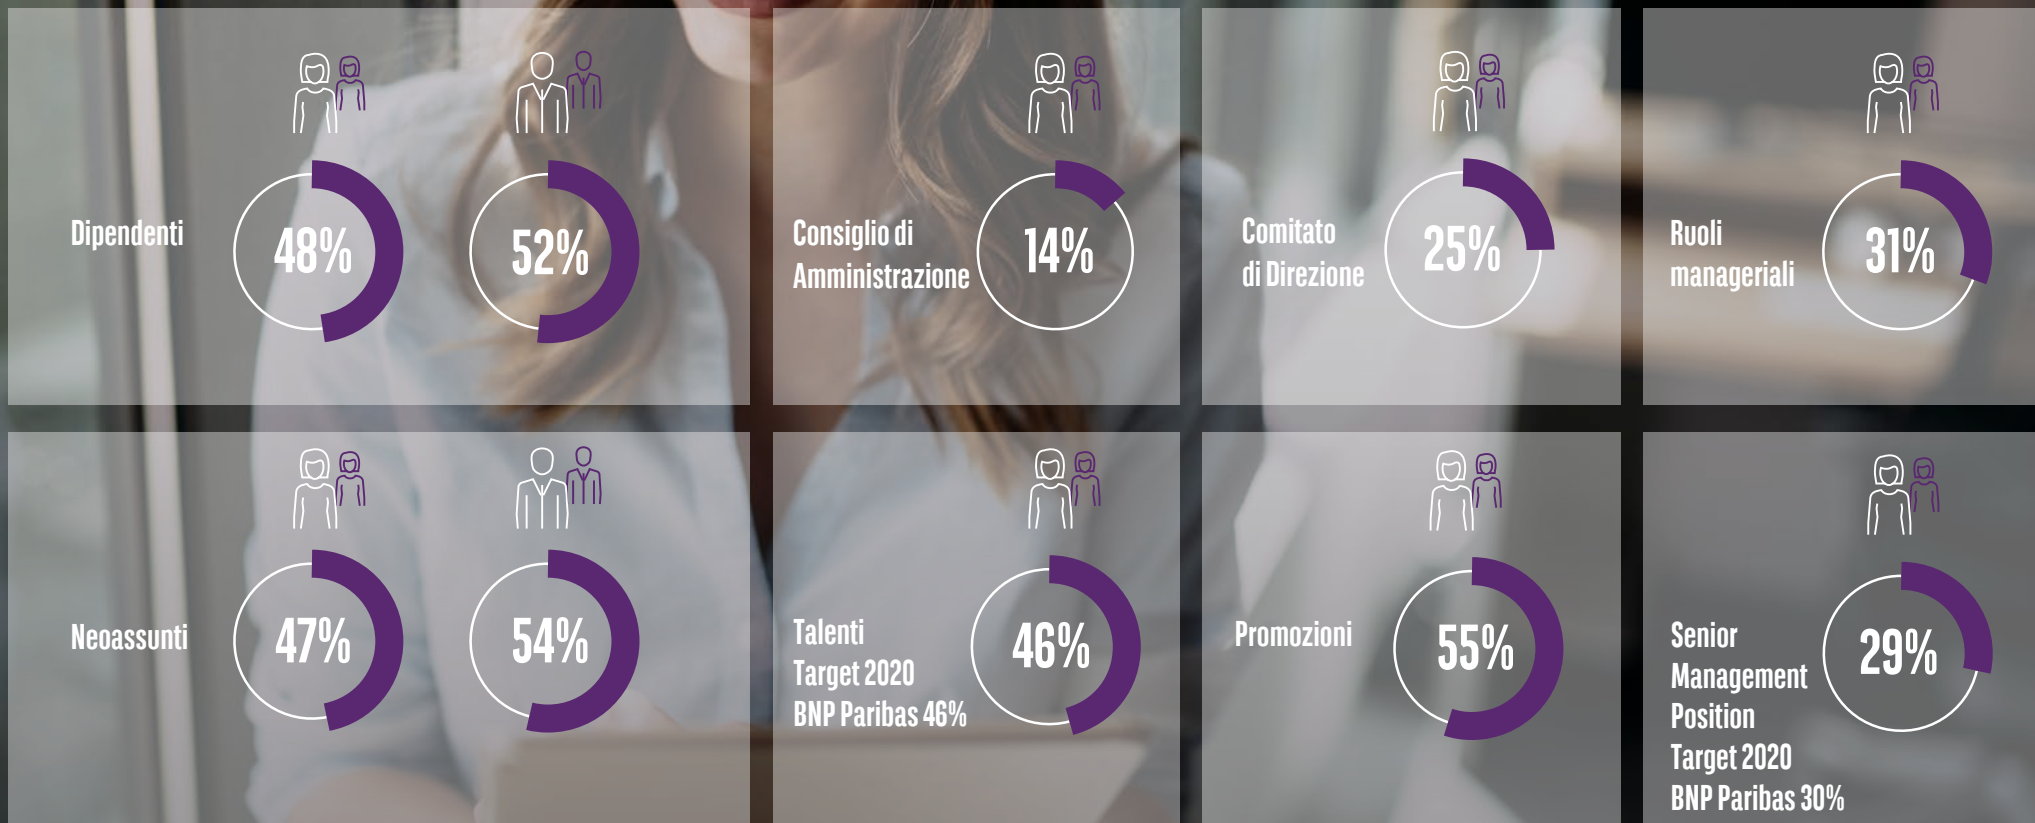 Dipendenti
48%
52%
Consiglio di
Amministrazione
14%
Comitato
di Direzione
25%
Ruoli
manageriali
31%
Neoassunti
47%
54%
Talenti
Target 2020
BNP Paribas 46%
46%
Promozioni
55%
Senior
Management
Position
Target 2020
BNP Paribas 30%
29%